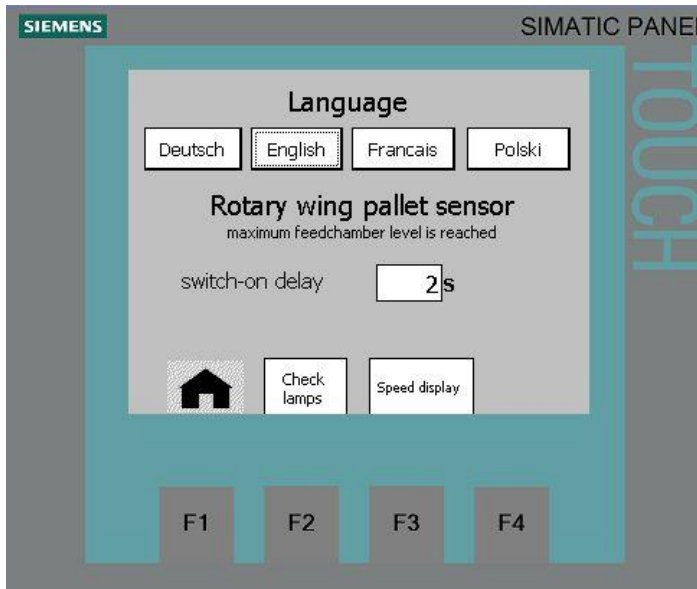 SIEMENS
SIMATIC PANEL
TOUCH
Language
Deutsch English Francais Polski
Rotary wing pallet sensor
maximum feedchamber level is reached
switch-on delay 2 s
Check lamps
Speed display
F1 F2 F3 F4